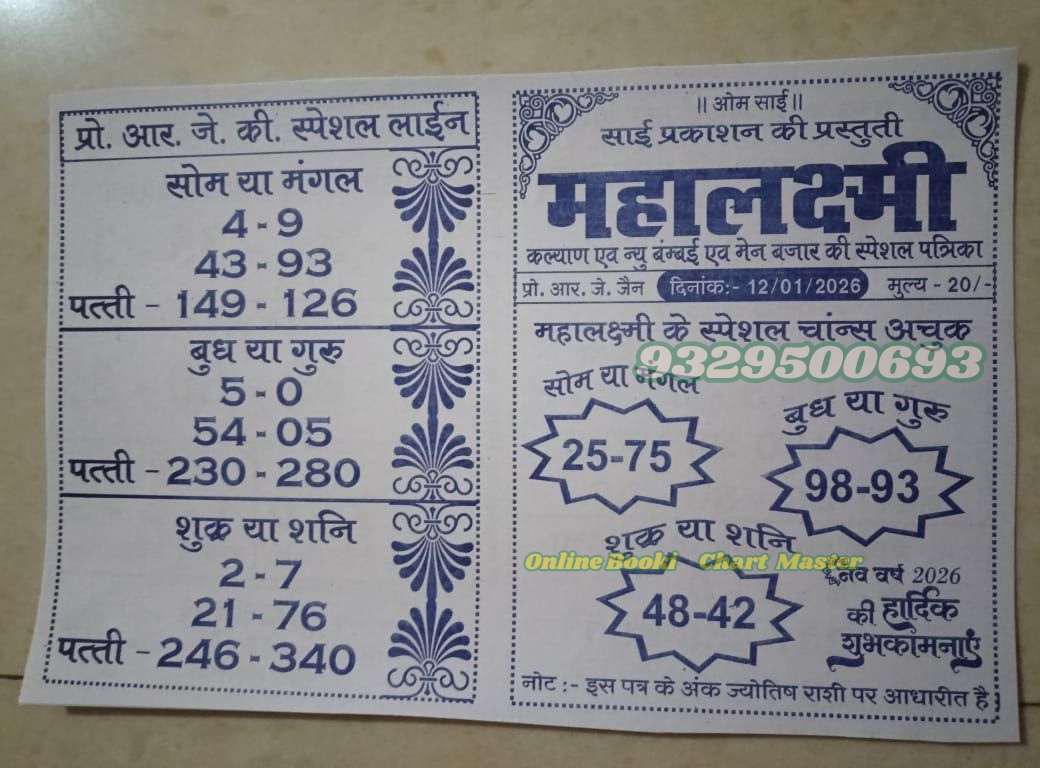 प्रो. आर. जे. की. स्पेशल लाईन
सोम या मंगल
4 - 9
43 - 93
पत्ती - 149 - 126
बुध या गुरु
5 - 0
54 - 05
पत्ती - 230 - 280
शुक्र या शनि
2 - 7
21 - 76
पत्ती - 246 - 340
|| ओम साई ||
साई प्रकाशन की प्रस्तुती
महालक्ष्मी
कल्याण एव न्यु बंम्बई एव मेन बजार की स्पेशल पत्रिका
प्रो. आर. जे. जैन दिनांक:- 12/01/2026 मुल्य - 20/-
महालक्ष्मी के स्पेशल चांन्स अचुक
9329500693
सोम या मंगल
25-75
बुध या गुरु
98-93
शुक्र या शनि
Online Booki Chart Master
48-42
नव वर्ष 2026
की हार्दिक
शुभकामनाएं
नोट :- इस पत्र के अंक ज्योतिष राशी पर आधारीत है